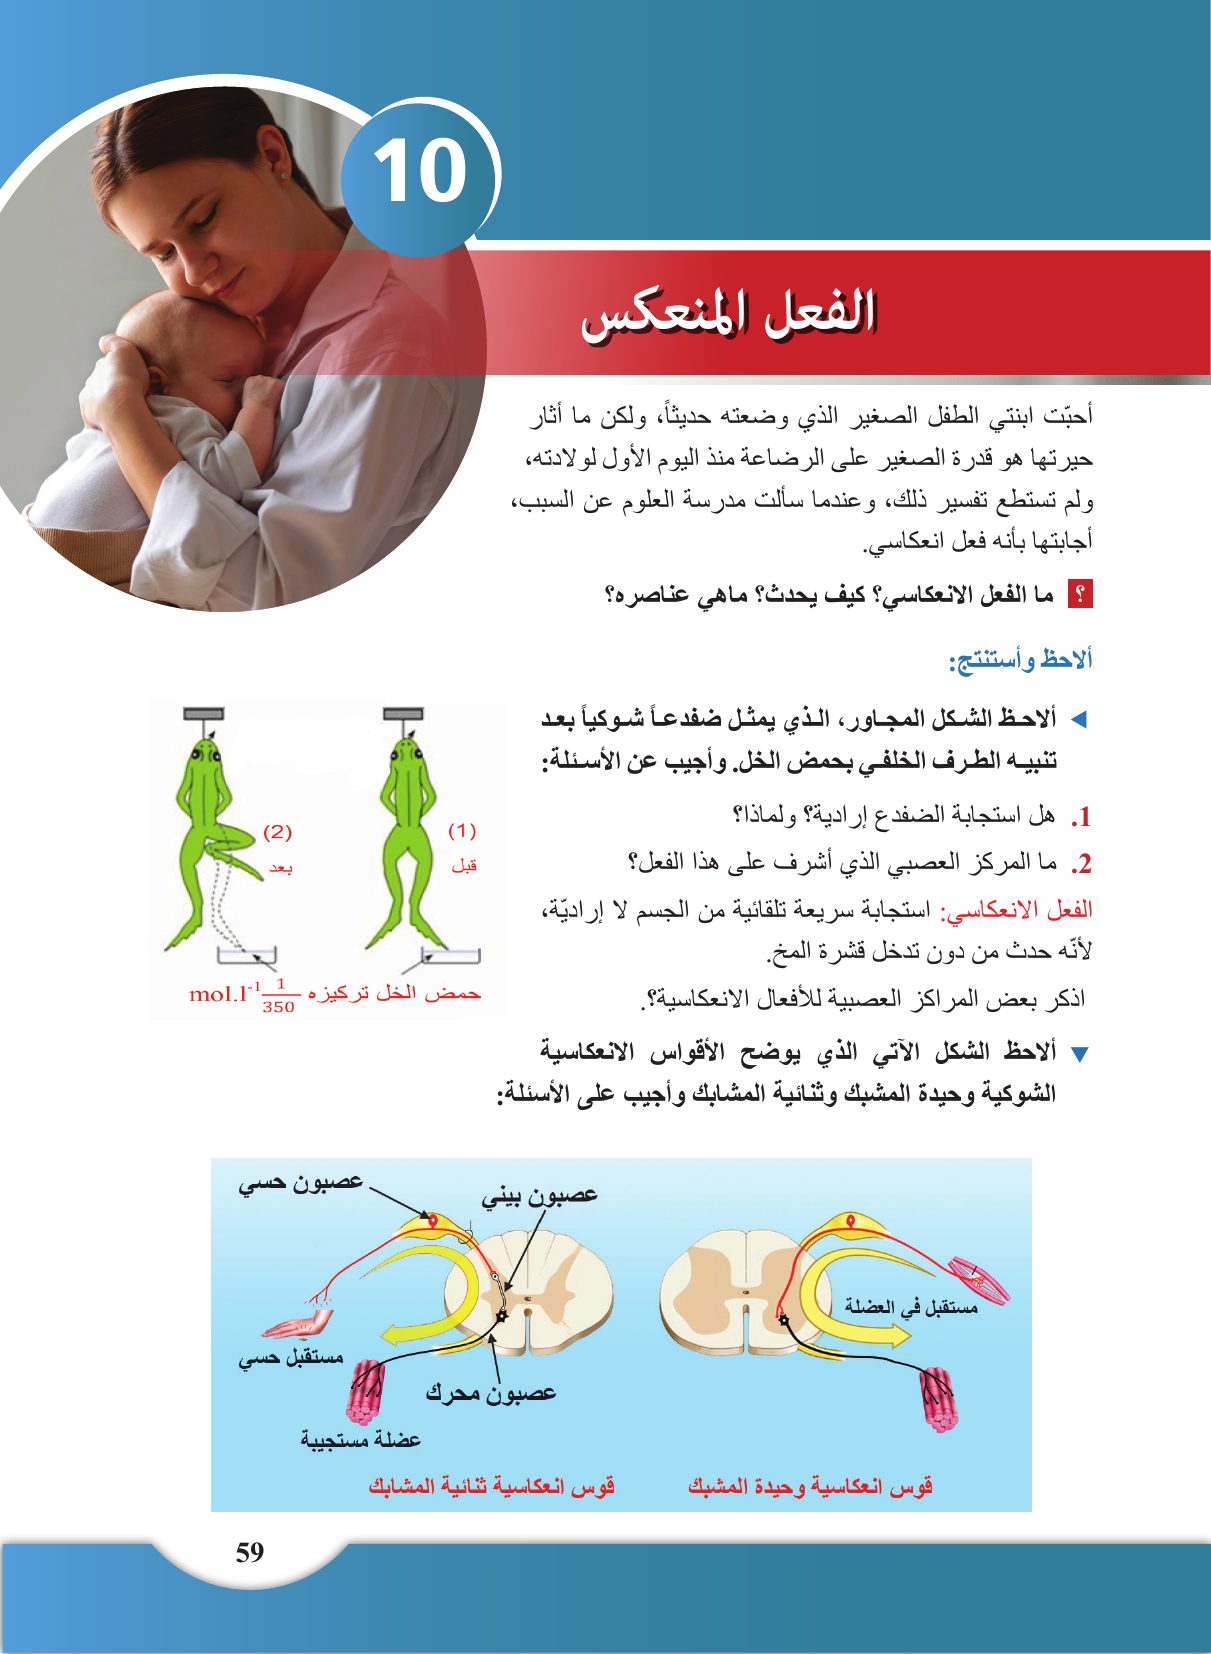 10
الفعل المنعكس
أحبّت ابنتي الطفل الصغير الذي وضعته حديثاً، ولكن ما أثار
حيرتها هو قدرة الصغير على الرضاعة منذ اليوم الأول لولادته،
ولم تستطع تفسير ذلك، وعندما سألت مدرسة العلوم عن السبب،
أجابتها بأنه فعل انعكاسي.
؟ ما الفعل الانعكاسي؟ كيف يحدث؟ ماهي عناصره؟
ألاحظ وأستنتج:
ألاحظ الشكل المجاور، الذي يمثل ضفدعاً شوكياً بعد
تنبيه الطرف الخلفي بحمض الخل. وأجيب عن الأسئلة:
1. هل استجابة الضفدع إرادية؟ ولماذا؟
2. ما المركز العصبي الذي أشرف على هذا الفعل؟
الفعل الانعكاسي: استجابة سريعة تلقائية من الجسم لا إراديّة،
لأنّه حدث من دون تدخل قشرة المخ.
اذكر بعض المراكز العصبية للأفعال الانعكاسية؟.
(1)
قبل
(2)
بعد
حمض الخل تركيزه 1/350 mol.l⁻¹
ألاحظ الشكل الآتي الذي يوضح الأقواس الانعكاسية
الشوكية وحيدة المشبك وثنائية المشابك وأجيب على الأسئلة:
مستقبل في العضلة
قوس انعكاسية وحيدة المشبك
عصبون حسي
عصبون بيني
مستقبل حسي
عصبون محرك
عضلة مستجيبة
قوس انعكاسية ثنائية المشابك
59